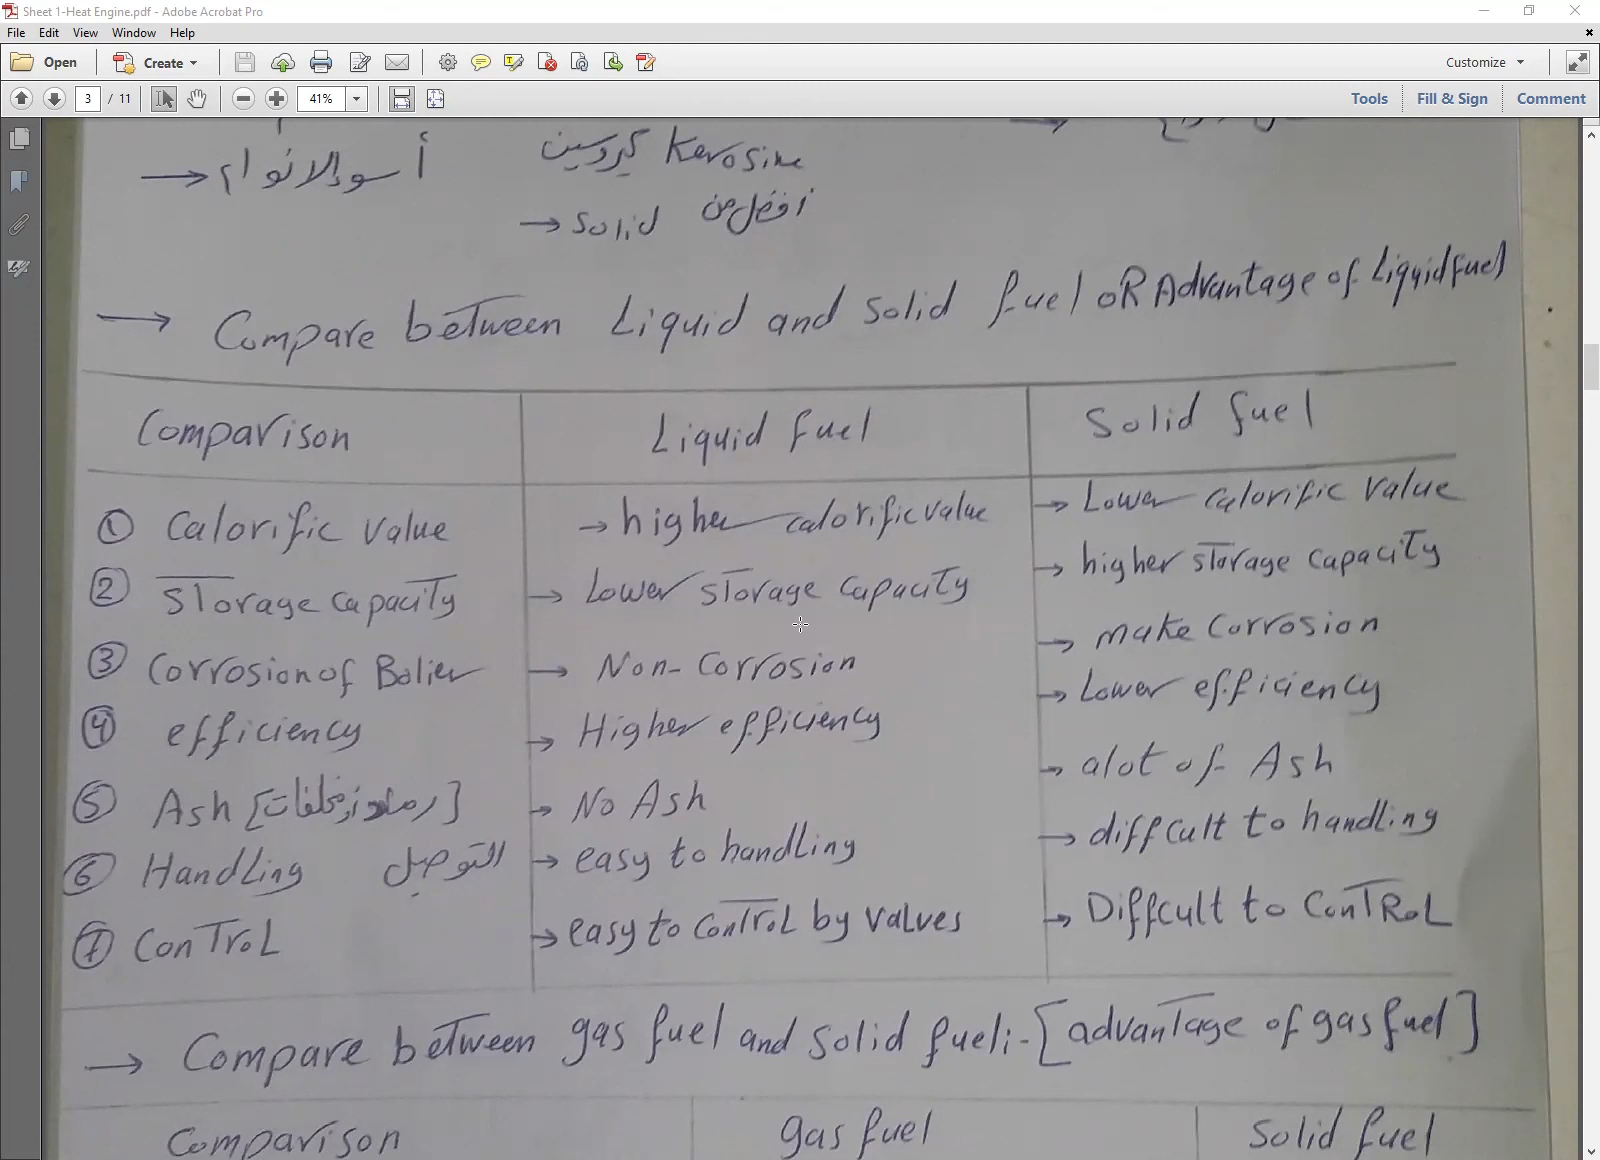 Sheet 1-Heat Engine.pdf - Adobe Acrobat Pro
File Edit View Window Help
Open Create Customize
3 / 11 41% Tools Fill & Sign Comment
أسوء الانواع
كيروسين Kerosine
solid افضل من
Compare between Liquid and solid fuel OR Advantage of Liquid fuel
Comparison Liquid fuel Solid fuel
① Calorific value → higher calorific value → Lower calorific value
② Storage capacity → Lower storage capacity → higher storage capacity
③ Corrosion of Bolier → Non-Corrosion → make corrosion
④ efficiency → Higher efficiency → Lower efficiency
⑤ Ash [رماد او مخلفات] → No Ash → alot of Ash
⑥ Handling التوصيل → easy to handling → diffcult to handling
⑦ ConTroL → easy to ConTroL by valves → Diffcult to ConTRoL
→ Compare between gas fuel and solid fuel:- [advantage of gas fuel]
Comparison gas fuel Solid fuel